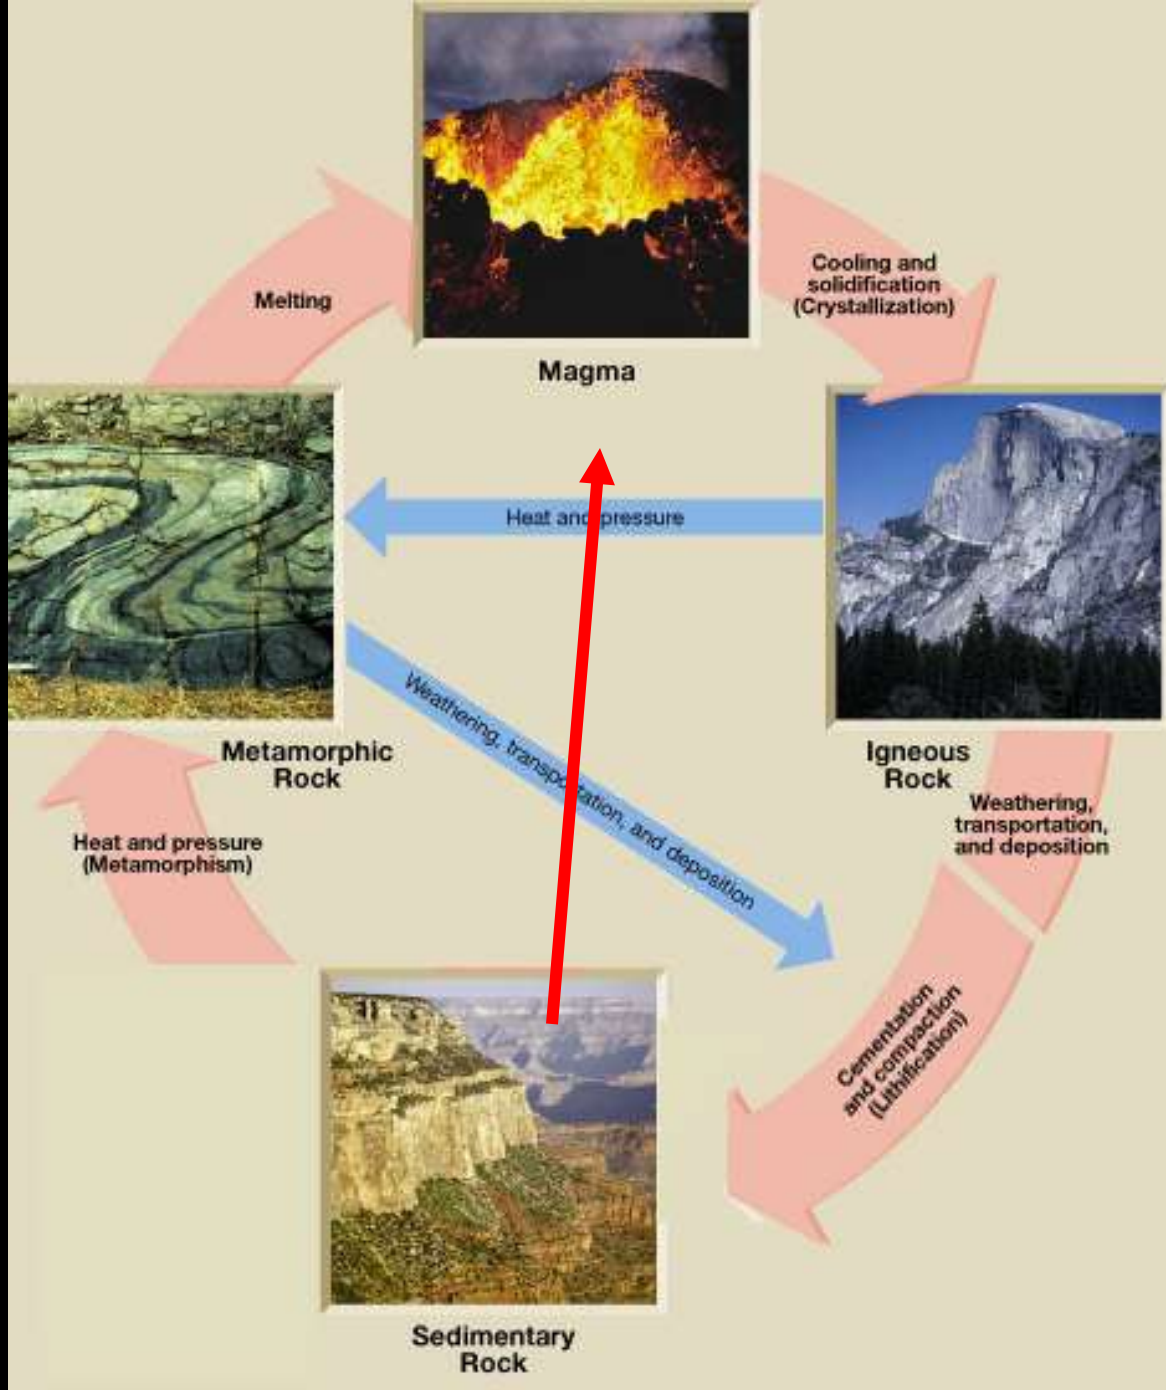 Melting
Cooling and
solidification
(Crystallization)
Magma
Heat and pressure
Weathering, transportation, and deposition
Metamorphic
Rock
Igneous
Rock
Weathering,
transportation,
and deposition
Heat and pressure
(Metamorphism)
Cementation
and compaction
(Lithification)
Sedimentary
Rock